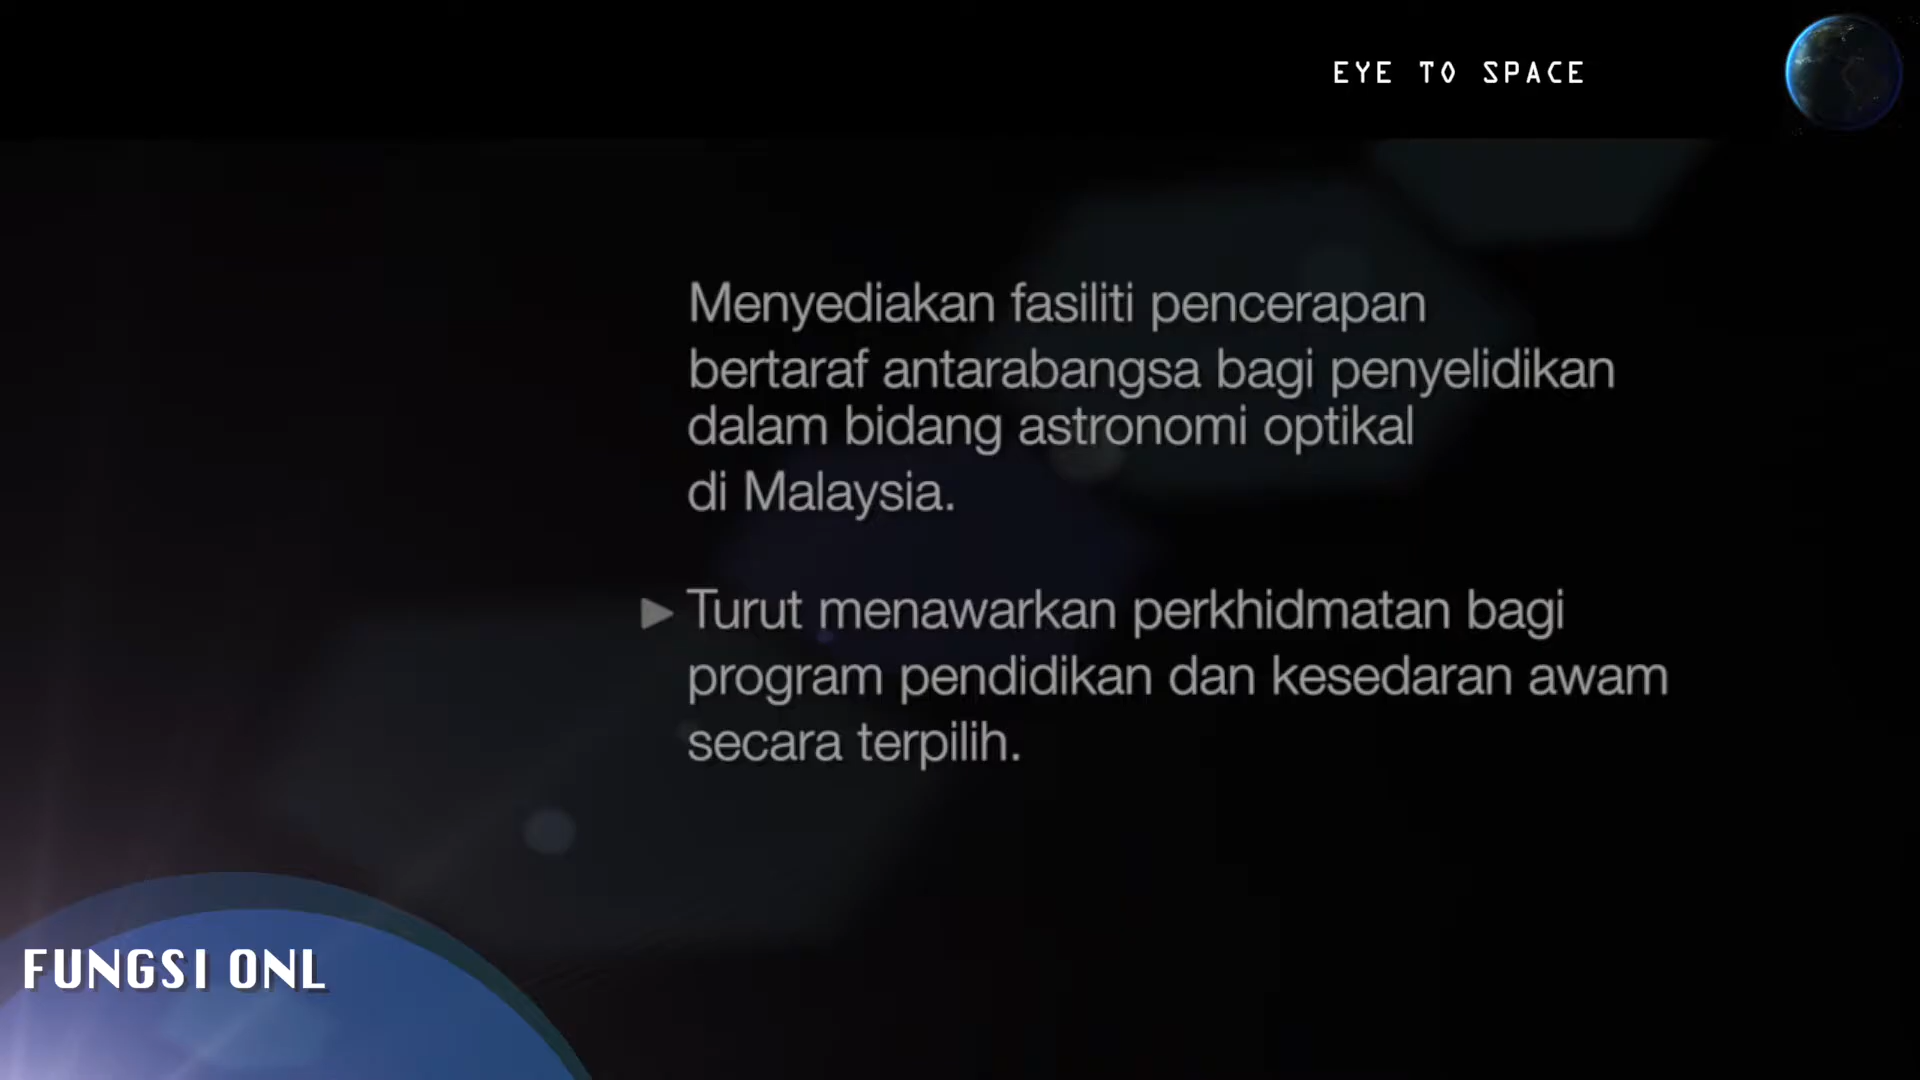 EYE TO SPACE
Menyediakan fasiliti pencerapan
bertaraf antarabangsa bagi penyelidikan
dalam bidang astronomi optikal
di Malaysia.
Turut menawarkan perkhidmatan bagi
program pendidikan dan kesedaran awam
secara terpilih.
FUNGSI ONL